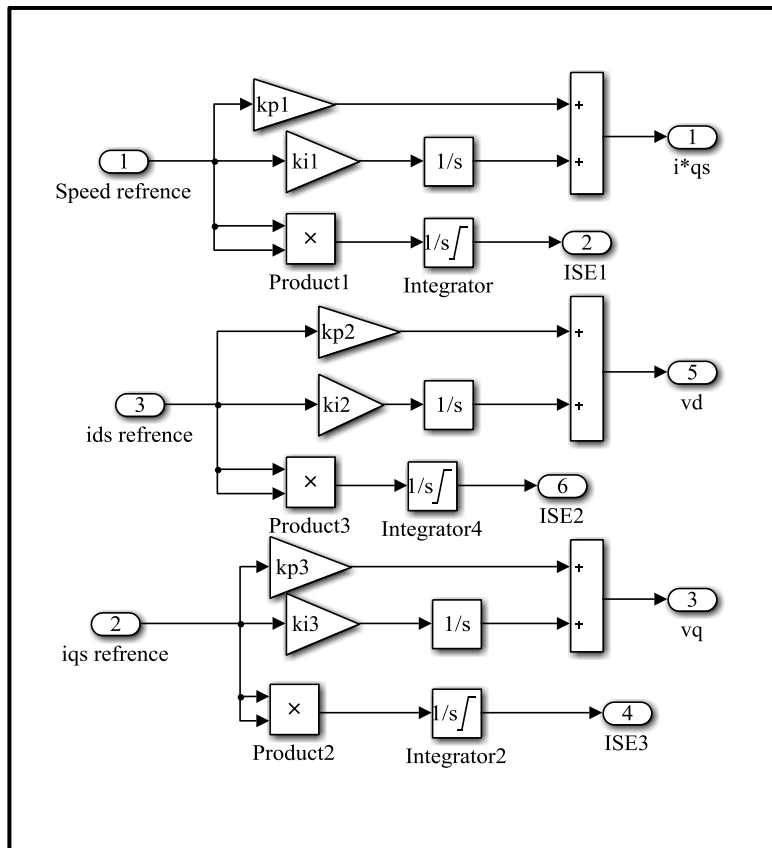 kp1
+
1
Speed refrence
ki1
1/s
+
1
i*qs
×
Product1
1/s
Integrator
2
ISE1
kp2
+
3
ids refrence
ki2
1/s
+
5
vd
×
Product3
1/s
Integrator4
6
ISE2
kp3
+
2
iqs refrence
ki3
1/s
+
3
vq
×
Product2
1/s
Integrator2
4
ISE3